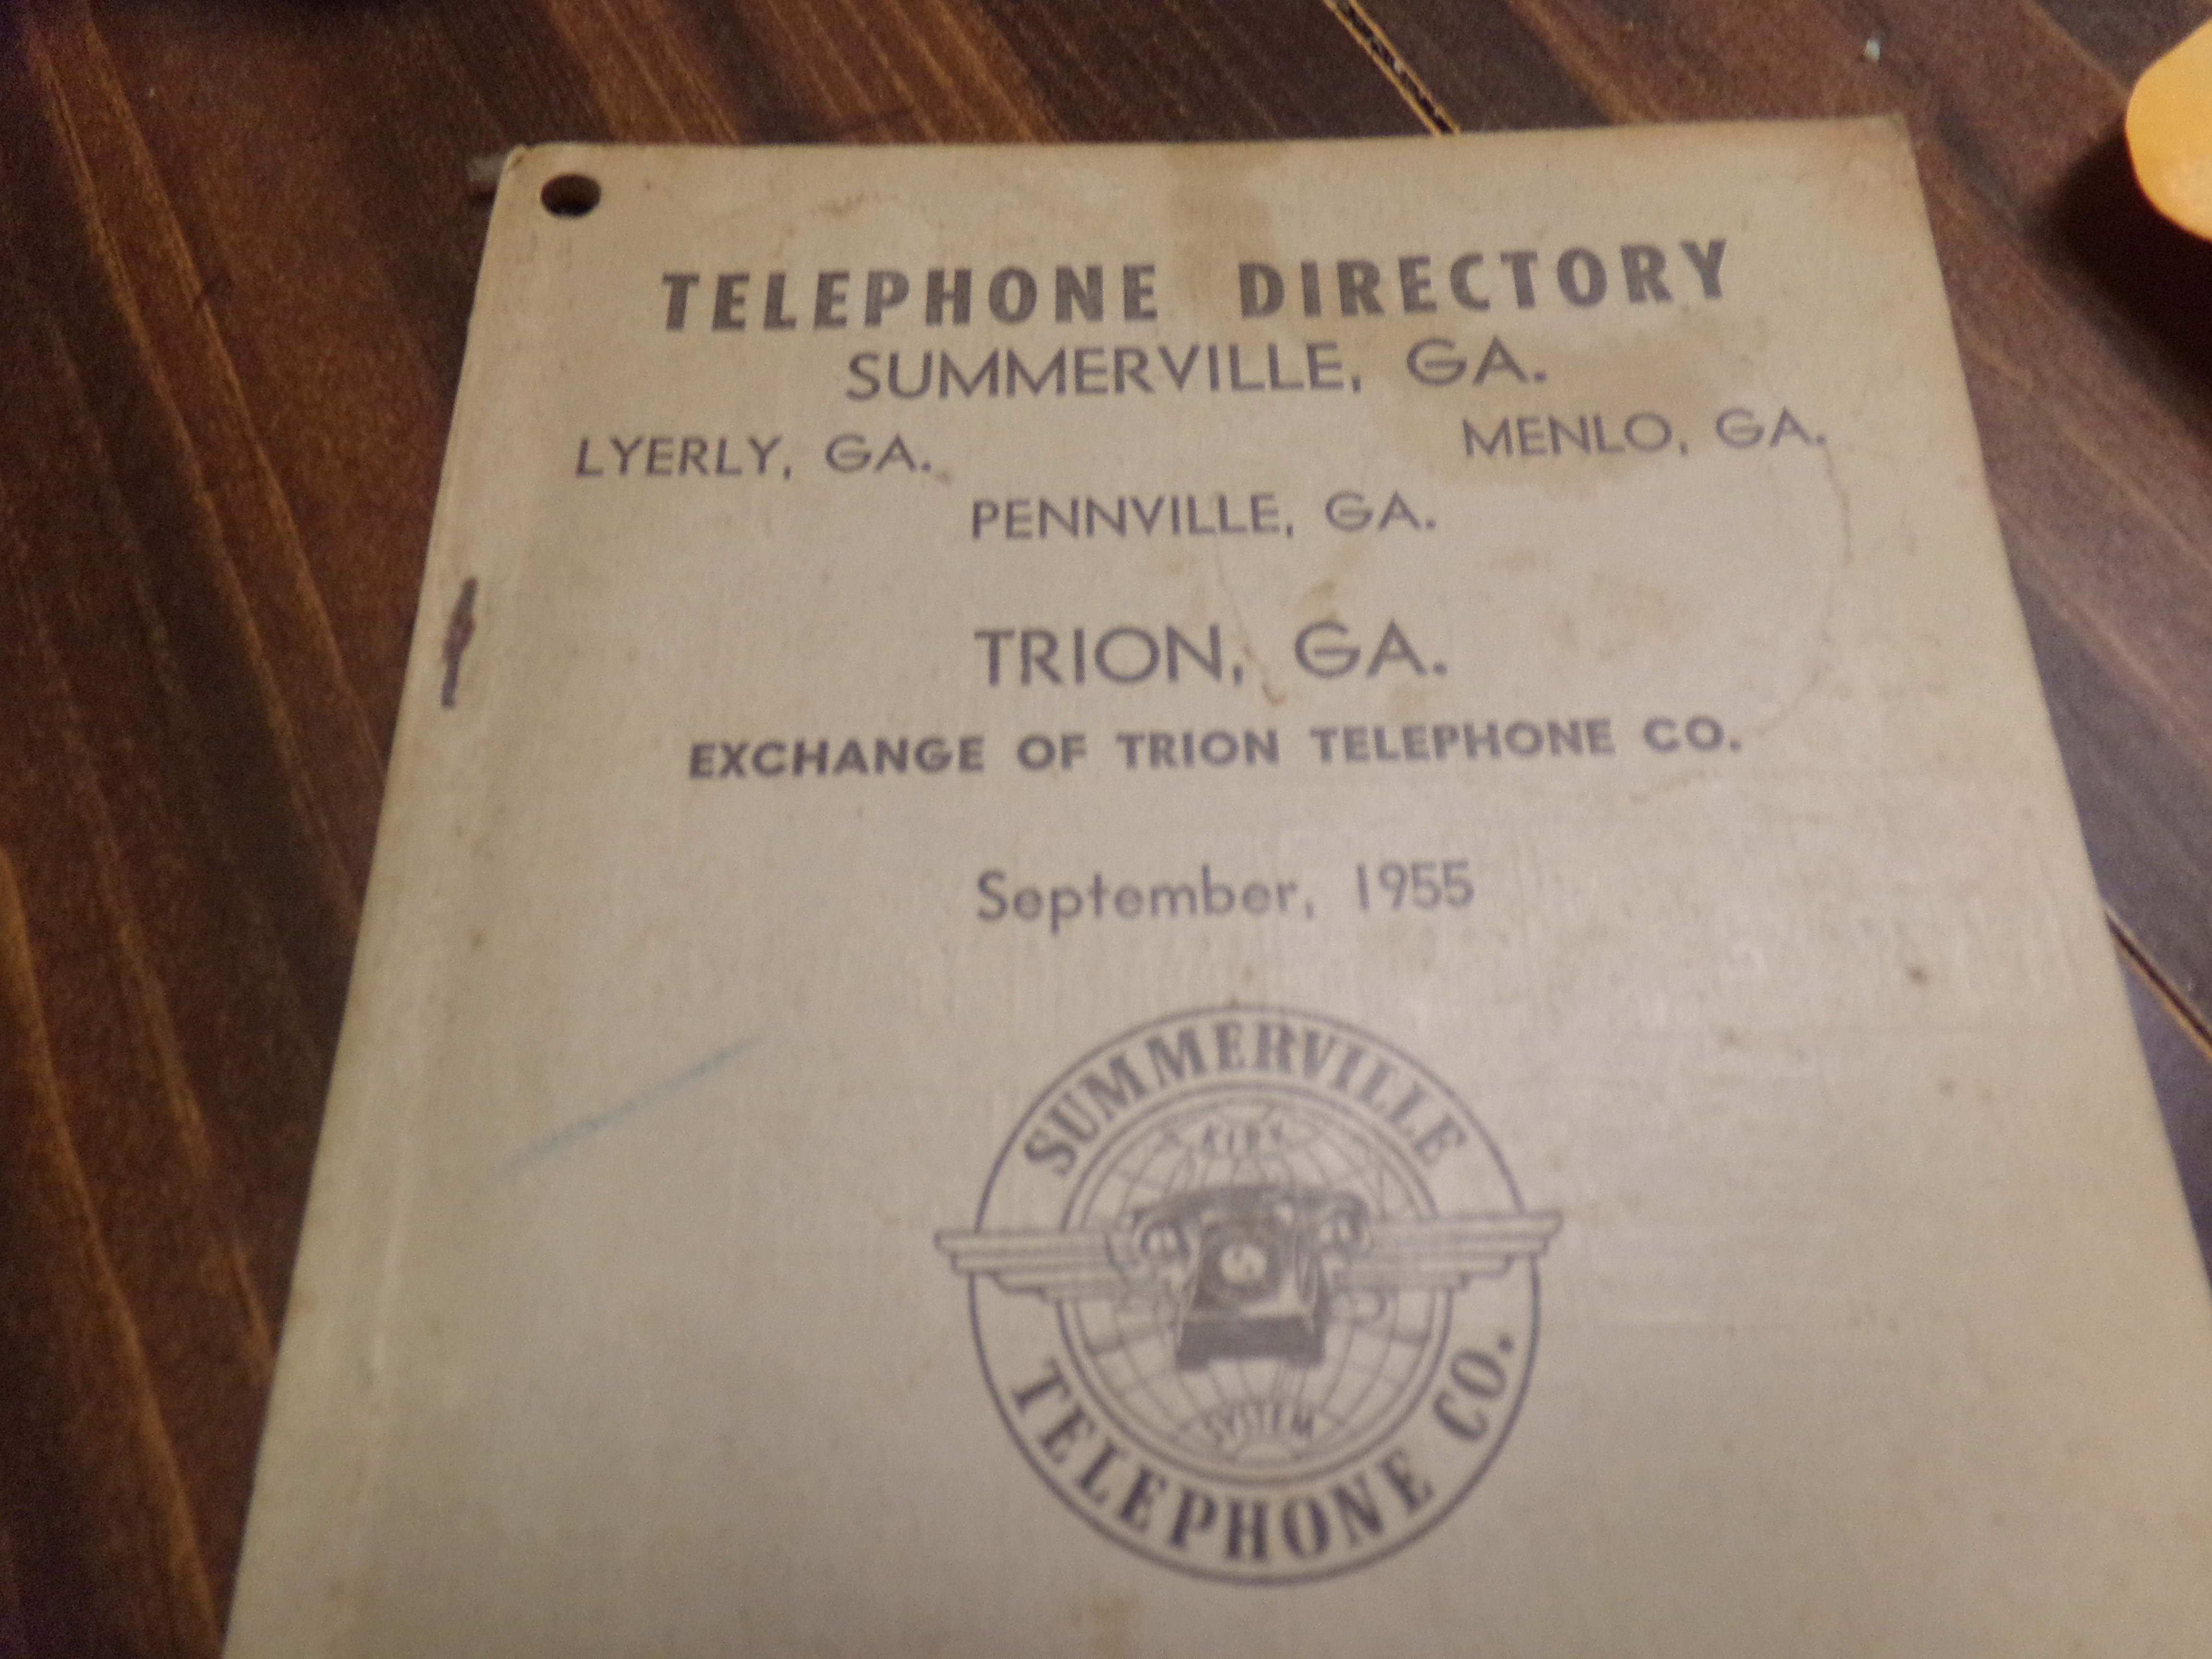 TELEPHONE DIRECTORY
SUMMERVILLE, GA.
LYERLY, GA.
MENLO, GA.
PENNVILLE, GA.
TRION, GA.
EXCHANGE OF TRION TELEPHONE CO.
September, 1955
SUMMERVILLE
SYSTEM
TELEPHONE CO.